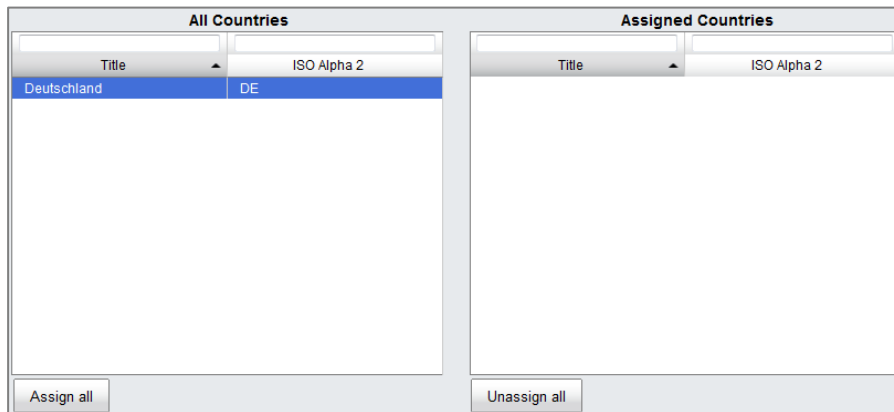 All Countries
Title ISO Alpha 2
Deutschland DE
Assign all
Assigned Countries
Title ISO Alpha 2
Unassign all